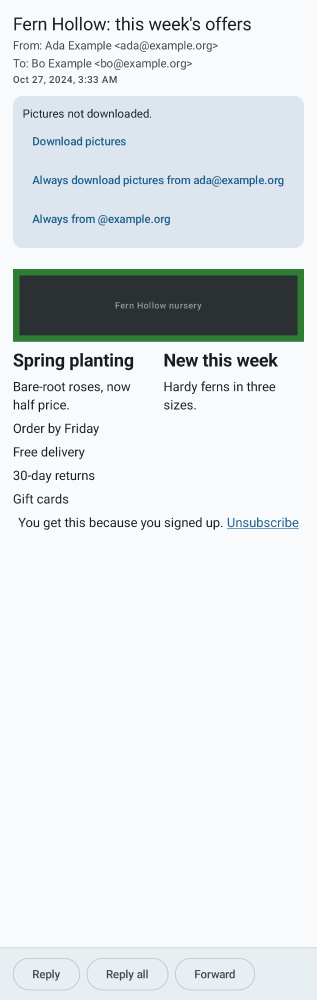 Fern Hollow: this week's offers
From: Ada Example <ada@example.org>
To: Bo Example <bo@example.org>
Oct 27, 2024, 3:33 AM
Pictures not downloaded.
Download pictures
Always download pictures from ada@example.org
Always from @example.org
Fern Hollow nursery
Spring planting
Bare-root roses, now
half price.
New this week
Hardy ferns in three
sizes.
Order by Friday
Free delivery
30-day returns
Gift cards
You get this because you signed up. Unsubscribe
Reply
Reply all
Forward